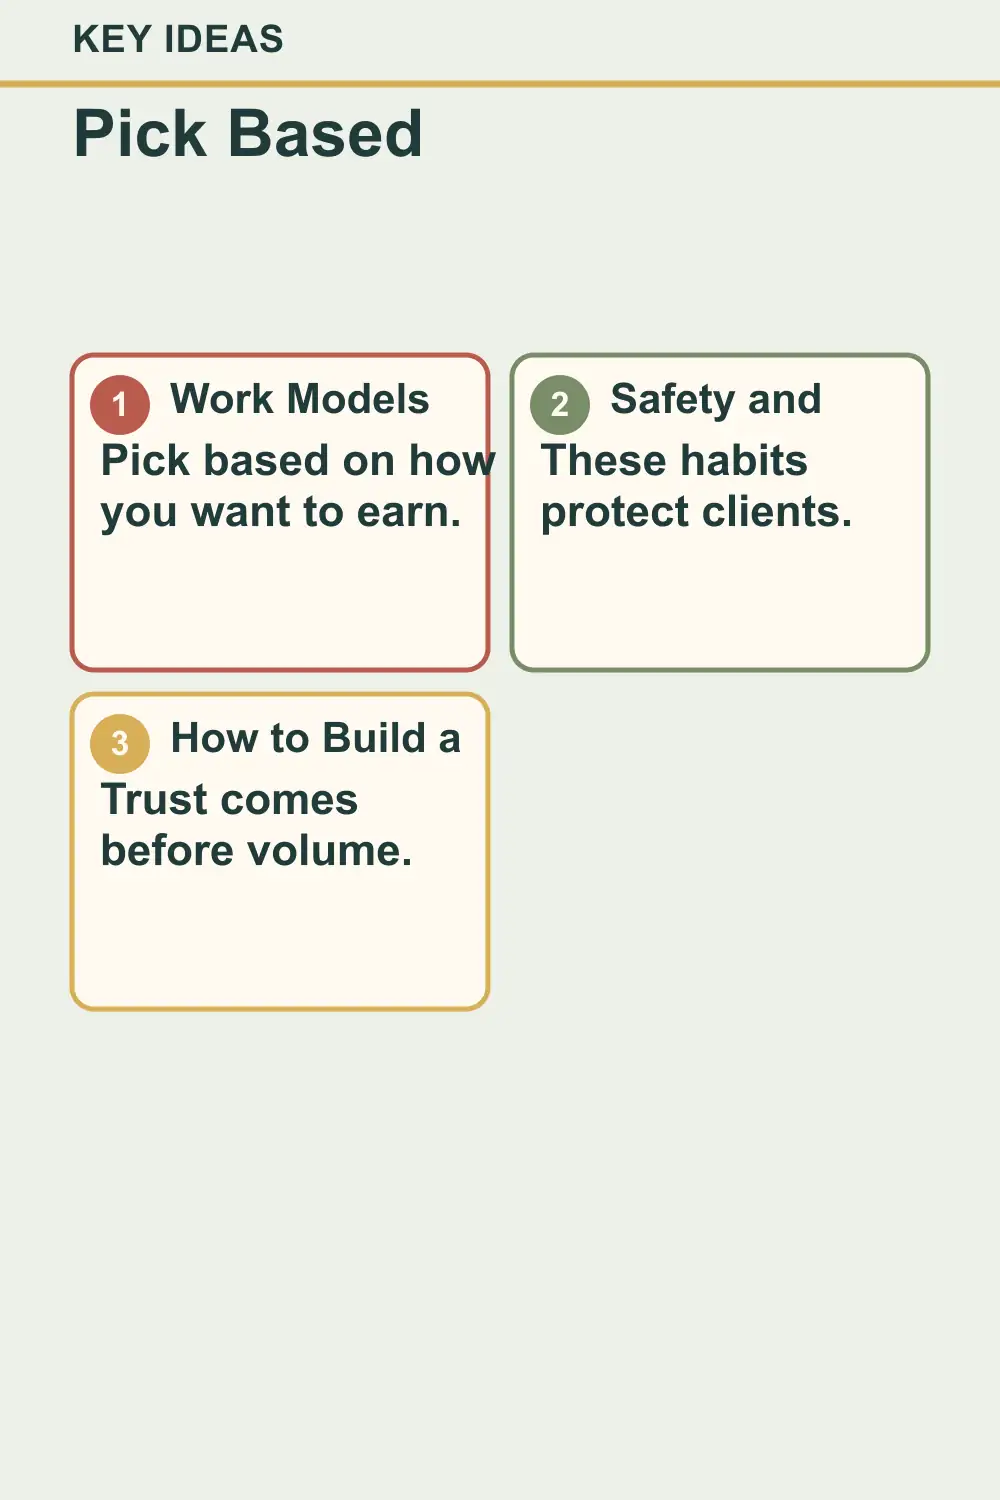 KEY IDEAS
Pick Based
1
Work Models
Pick based on how
you want to earn.
2
Safety and
These habits
protect clients.
3
How to Build a
Trust comes
before volume.